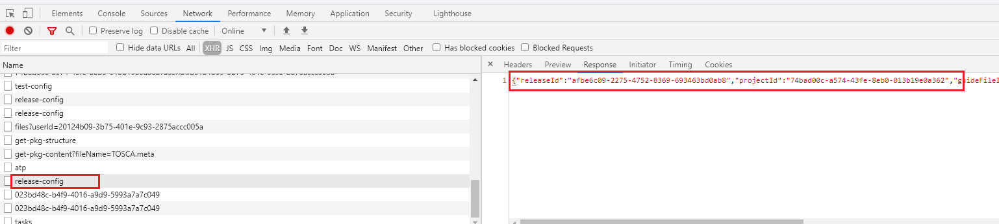 Elements Console Sources Network Performance Memory Application Security Lighthouse
Preserve log Disable cache Online
Filter Hide data URLs All XHR JS CSS Img Media Font Doc WS Manifest Other Has blocked cookies Blocked Requests
Name
× Headers Preview Response Initiator Timing Cookies
1 {"releaseId":"afbe6c09-2275-4752-8369-693463bd0ab8","projectId":"74bad00c-a574-43fe-8eb0-013b19e0a362","guideFileI
test-config
release-config
release-config
files?userId=20124b09-3b75-401e-9c93-2875accc005a
get-pkg-structure
get-pkg-content?fileName=TOSCA.meta
atp
release-config
023bd48c-b4f9-4016-a9d9-5993a7a7c049
023bd48c-b4f9-4016-a9d9-5993a7a7c049
tasks